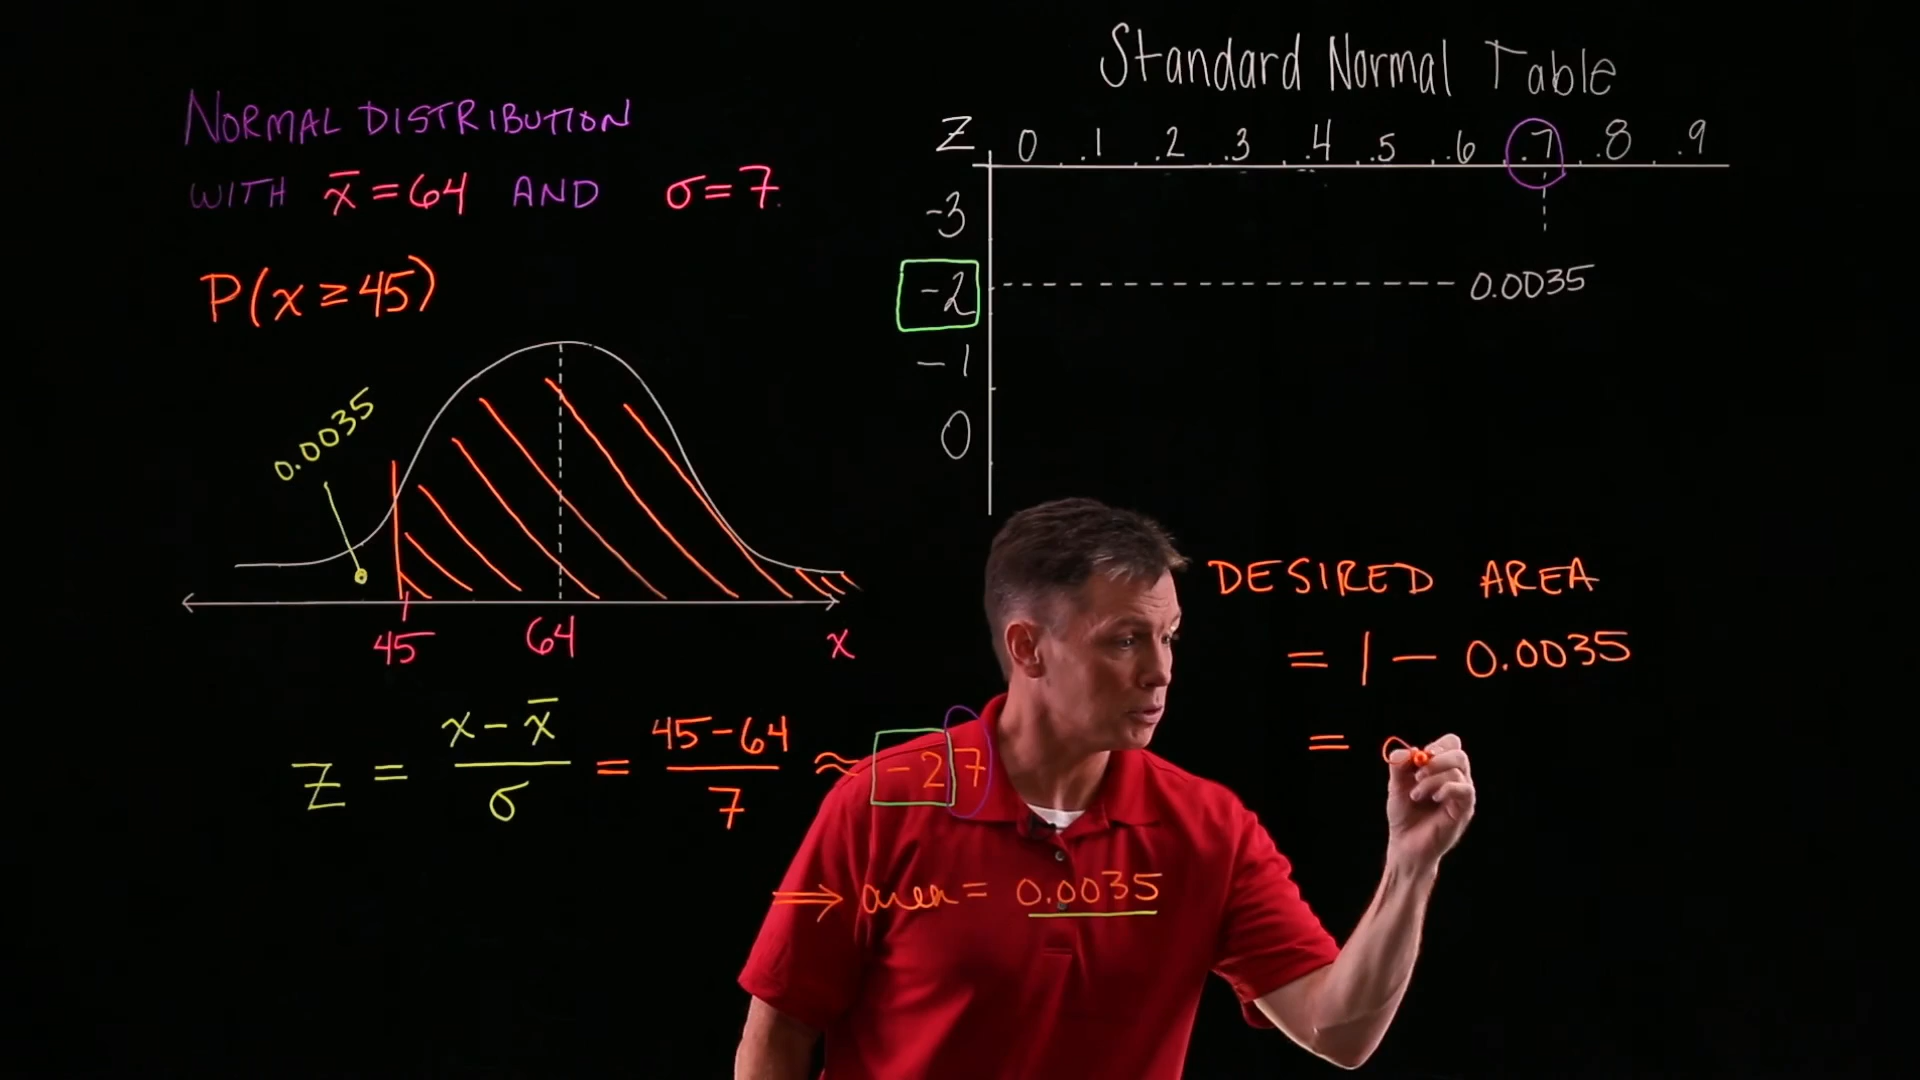 NORMAL DISTRIBUTION
WITH x̄ = 64 AND σ = 7.
P(x ≥ 45)
0.0035
45 64 x
Z = x - x̄ / σ = 45 - 64 / 7 ≈ -2.7
⇒ area = 0.0035
Standard Normal Table
Z 0 .1 .2 .3 .4 .5 .6 .7 .8 .9
-3
-2 0.0035
-1
0
DESIRED AREA
= 1 - 0.0035
= 0.